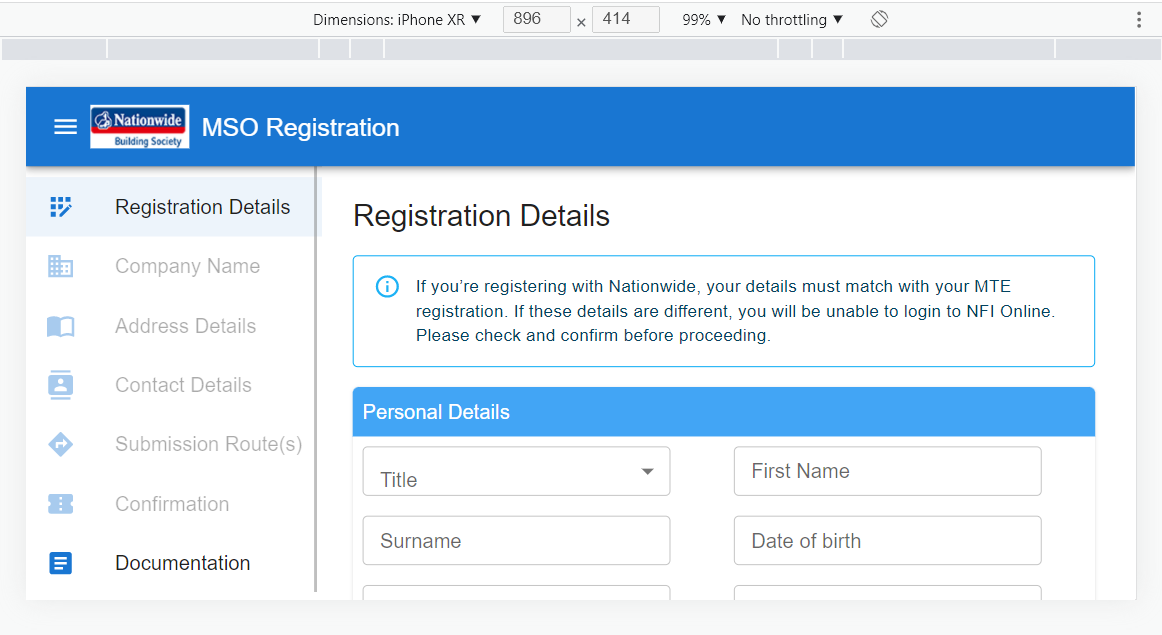 Dimensions: iPhone XR ▼ 896 × 414 99% ▼ No throttling ▼
Nationwide
Building Society
MSO Registration
Registration Details
Company Name
Address Details
Contact Details
Submission Route(s)
Confirmation
Documentation
Registration Details
If you’re registering with Nationwide, your details must match with your MTE
registration. If these details are different, you will be unable to login to NFI Online.
Please check and confirm before proceeding.
Personal Details
Title
First Name
Surname
Date of birth